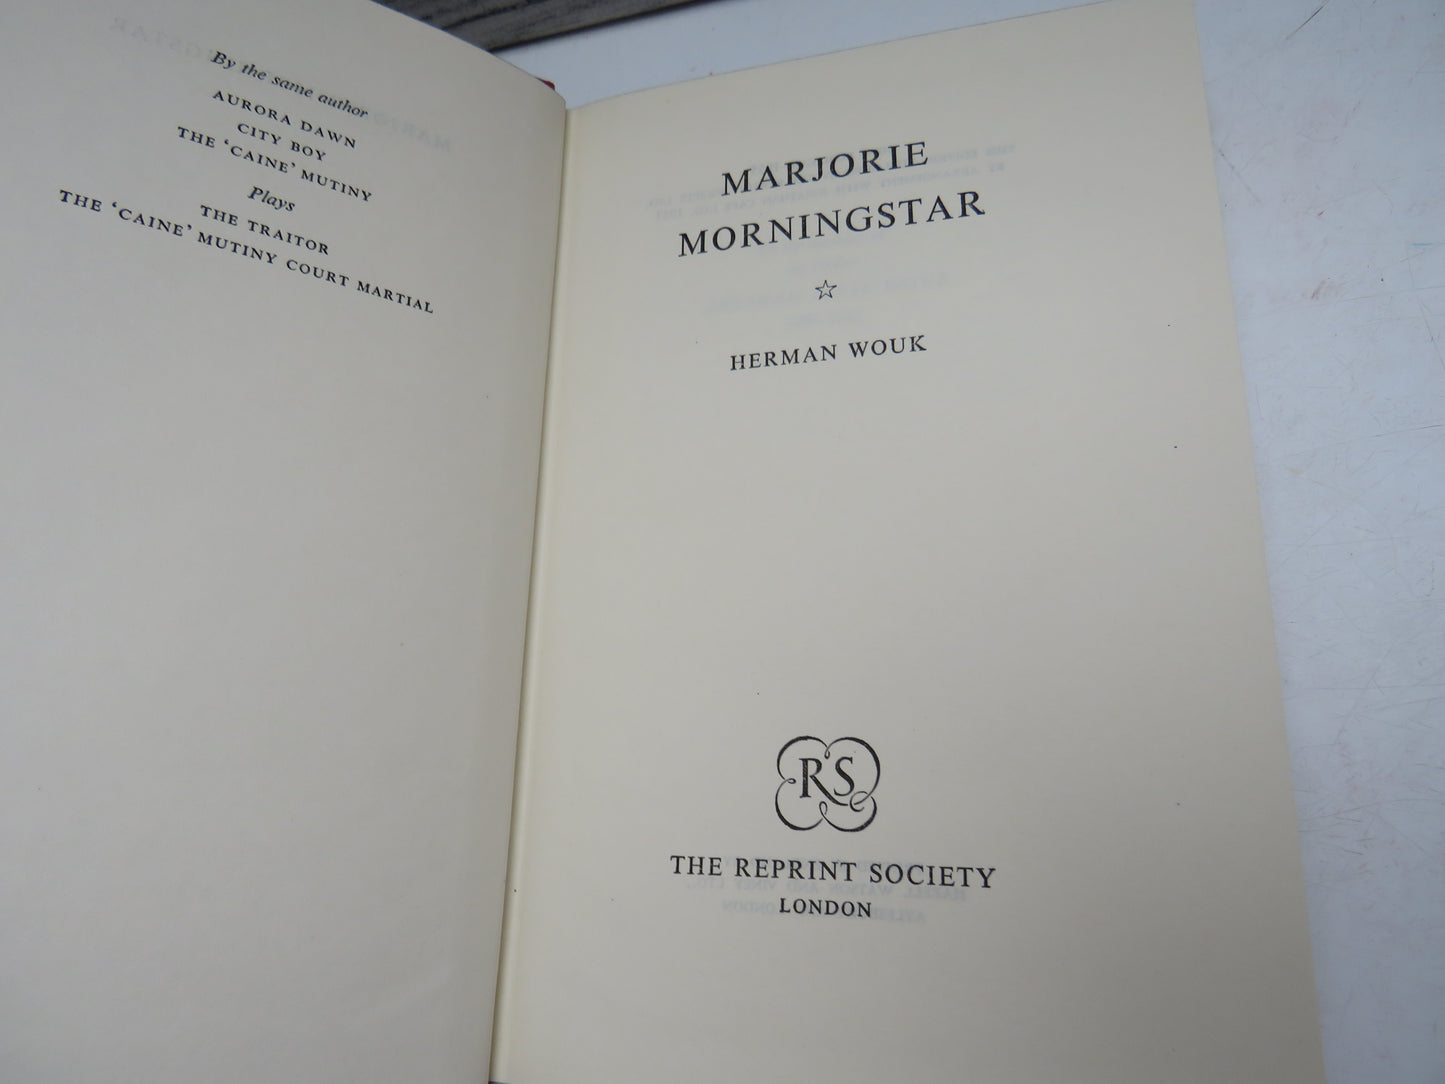 By the same author
AURORA DAWN
CITY BOY
THE ‘CAINE’ MUTINY
Plays
THE TRAITOR
THE ‘CAINE’ MUTINY COURT MARTIAL
MARJORIE
MORNINGSTAR
HERMAN WOUK
RS
THE REPRINT SOCIETY
LONDON